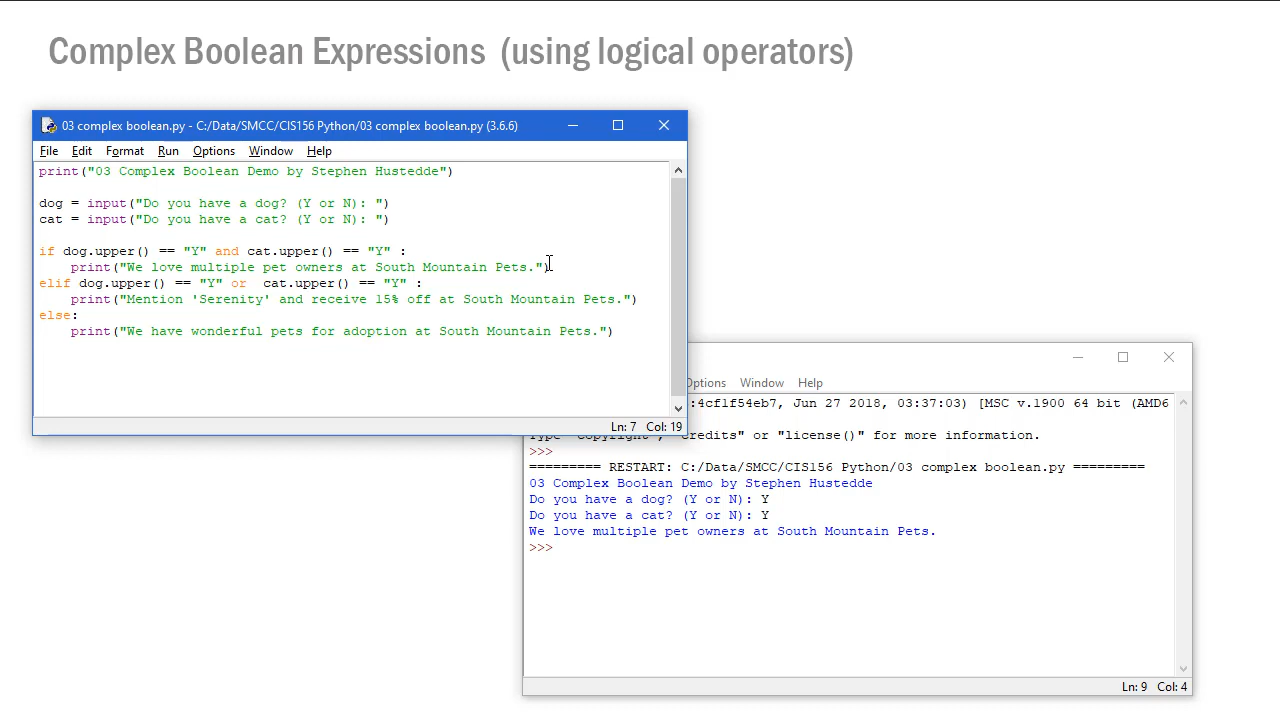 Complex Boolean Expressions (using logical operators)
03 complex boolean.py - C:/Data/SMCC/CIS156 Python/03 complex boolean.py (3.6.6)
File Edit Format Run Options Window Help
print("03 Complex Boolean Demo by Stephen Hustedde")
dog = input("Do you have a dog? (Y or N): ")
cat = input("Do you have a cat? (Y or N): ")
if dog.upper() == "Y" and cat.upper() == "Y" :
    print("We love multiple pet owners at South Mountain Pets.")
elif dog.upper() == "Y" or  cat.upper() == "Y" :
    print("Mention 'Serenity' and receive 15% off at South Mountain Pets.")
else:
    print("We have wonderful pets for adoption at South Mountain Pets.")
Ln: 7 Col: 19
Options Window Help
:4cf1f54eb7, Jun 27 2018, 03:37:03) [MSC v.1900 64 bit (AMD6
Type "copyright", "credits" or "license()" for more information.
>>>
========= RESTART: C:/Data/SMCC/CIS156 Python/03 complex boolean.py =========
03 Complex Boolean Demo by Stephen Hustedde
Do you have a dog? (Y or N): Y
Do you have a cat? (Y or N): Y
We love multiple pet owners at South Mountain Pets.
>>>
Ln: 9 Col: 4